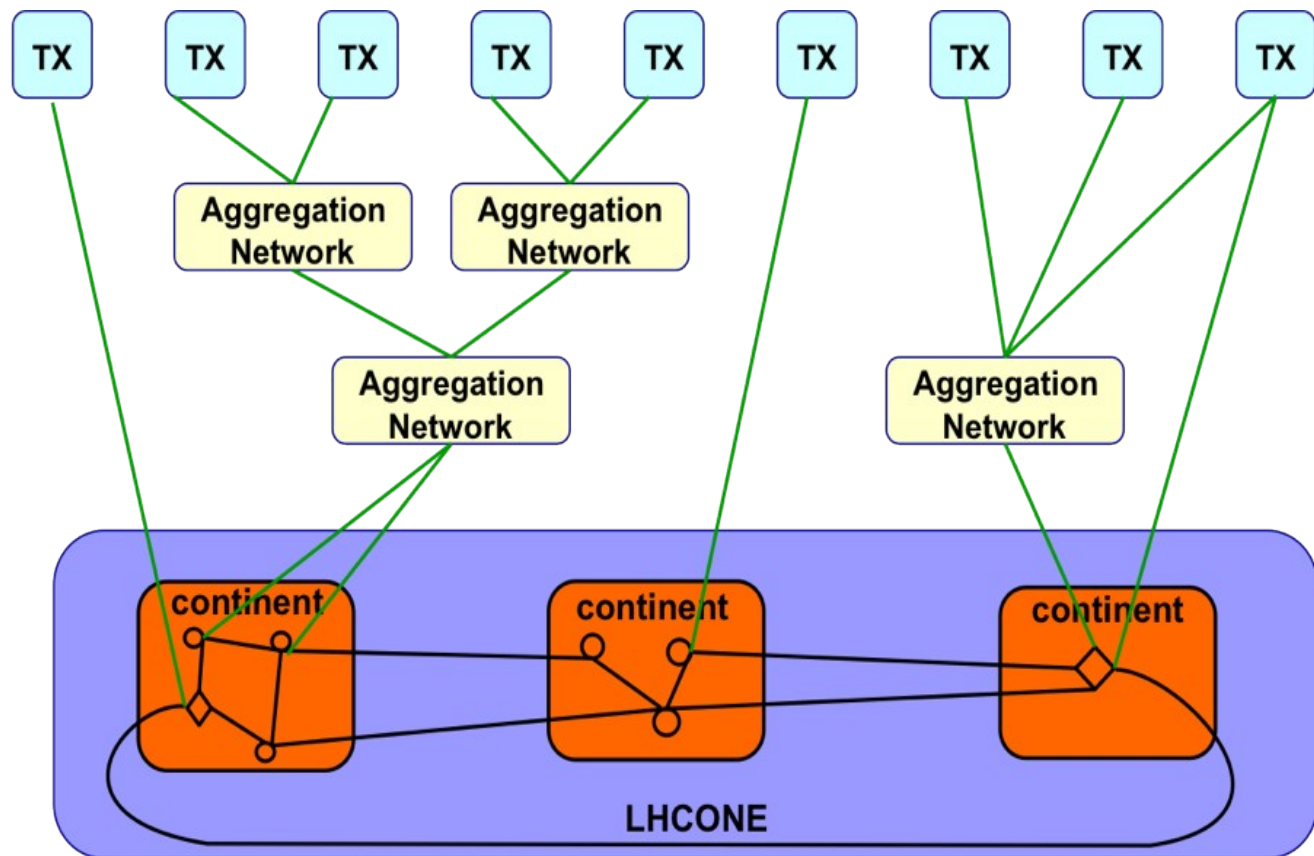 TX
TX
TX
TX
TX
TX
TX
TX
TX
Aggregation
Network
Aggregation
Network
Aggregation
Network
Aggregation
Network
continent
continent
continent
LHCONE